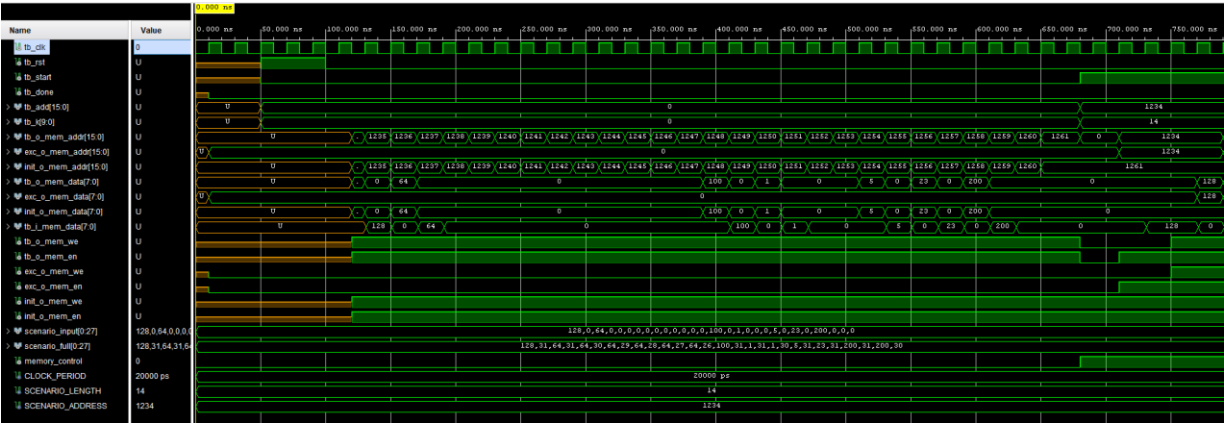 0.000 ns
Name Value 0.000 ns 50.000 ns 100.000 ns 150.000 ns 200.000 ns 250.000 ns 300.000 ns 350.000 ns 400.000 ns 450.000 ns 500.000 ns 550.000 ns 600.000 ns 650.000 ns 700.000 ns 750.000 ns
tb_clk 0
tb_rst U
tb_start U
tb_done U
tb_add[15:0] U U 0 1234
tb_k[9:0] U U 0 14
tb_o_mem_addr[15:0] U U . 1235 1236 1237 1238 1239 1240 1241 1242 1243 1244 1245 1246 1247 1248 1249 1250 1251 1252 1253 1254 1255 1256 1257 1258 1259 1260 1261 0 1234
exc_o_mem_addr[15:0] U U 0 1234
init_o_mem_addr[15:0] U U . 1235 1236 1237 1238 1239 1240 1241 1242 1243 1244 1245 1246 1247 1248 1249 1250 1251 1252 1253 1254 1255 1256 1257 1258 1259 1260 1261
tb_o_mem_data[7:0] U U . 0 64 0 100 0 1 0 5 0 23 0 200 0 128
exc_o_mem_data[7:0] U U 0 128
init_o_mem_data[7:0] U U . 0 64 0 100 0 1 0 5 0 23 0 200 0
tb_i_mem_data[7:0] U U 128 0 64 0 100 0 1 0 5 0 23 0 200 0 128 0
tb_o_mem_we U
tb_o_mem_en U
exc_o_mem_we U
exc_o_mem_en U
init_o_mem_we U
init_o_mem_en U
scenario_input[0:27] 128,0,64,0,0,0,0 128,0,64,0,0,0,0,0,0,0,0,0,0,0,100,0,1,0,0,0,5,0,23,0,200,0,0,0
scenario_full[0:27] 128,31,64,31,64 128,31,64,31,64,30,64,29,64,28,64,27,64,26,100,31,1,31,1,30,5,31,23,31,200,31,200,30
memory_control 0
CLOCK_PERIOD 20000 ps 20000 ps
SCENARIO_LENGTH 14 14
SCENARIO_ADDRESS 1234 1234